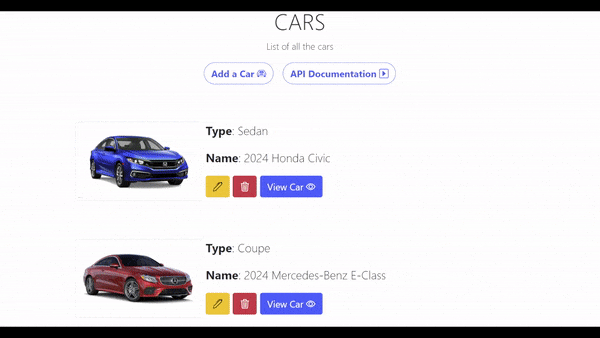 CARS
List of all the cars
Add a Car
API Documentation
Type: Sedan
Name: 2024 Honda Civic
View Car
Type: Coupe
Name: 2024 Mercedes-Benz E-Class
View Car